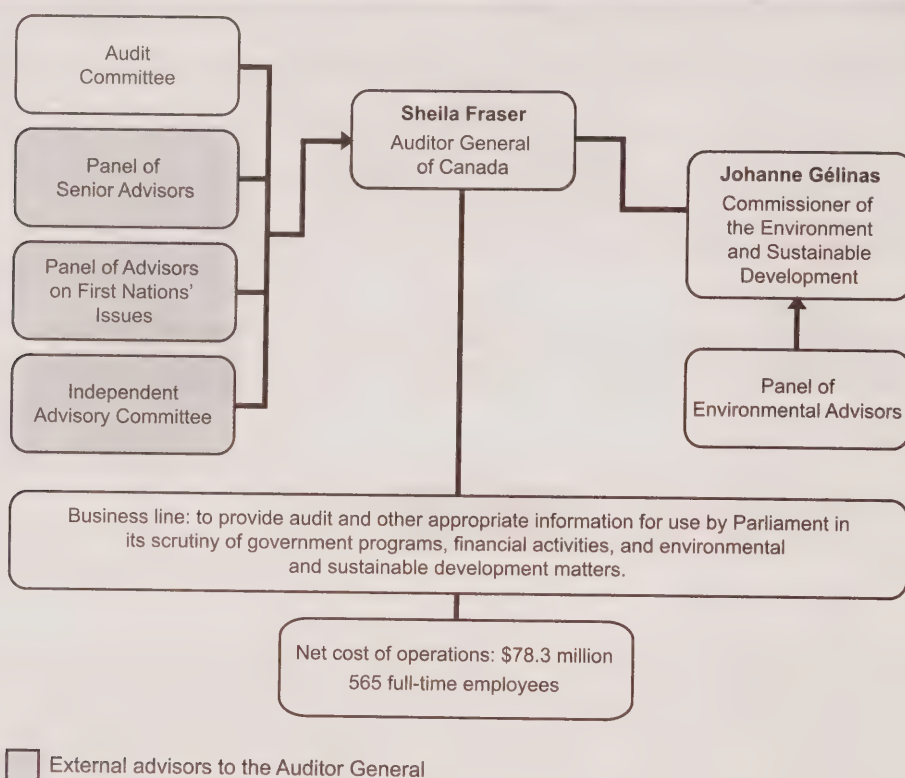 Audit
Committee
Panel of
Senior Advisors
Panel of Advisors
on First Nations'
Issues
Independent
Advisory Committee
Sheila Fraser
Auditor General
of Canada
Johanne Gélinas
Commissioner of
the Environment
and Sustainable
Development
Panel of
Environmental Advisors
Business line: to provide audit and other appropriate information for use by Parliament in
its scrutiny of government programs, financial activities, and environmental
and sustainable development matters.
Net cost of operations: $78.3 million
565 full-time employees
External advisors to the Auditor General